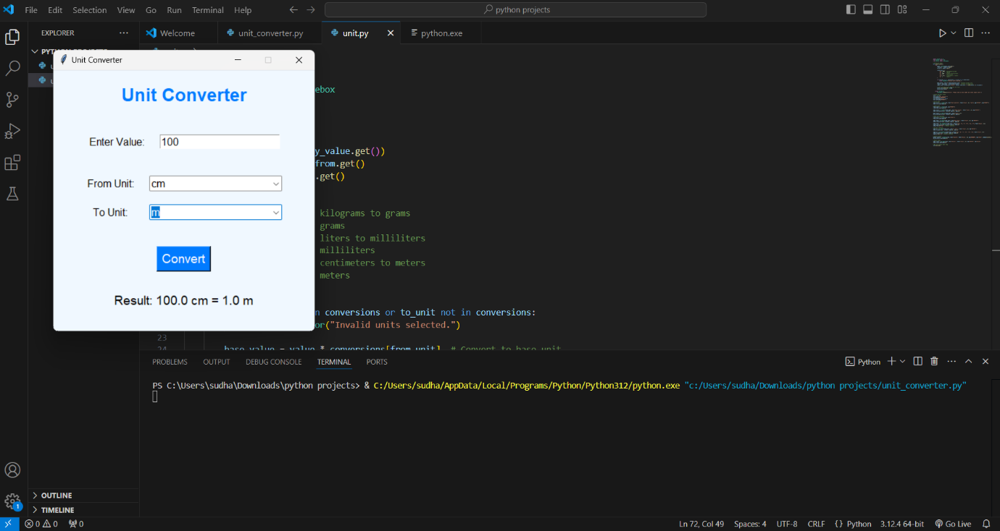 File Edit Selection View Go Run Terminal Help
python projects
EXPLORER
Welcome
unit_converter.py
unit.py
python.exe
Unit Converter
Unit Converter
Enter Value: 100
From Unit: cm
To Unit: m
Convert
Result: 100.0 cm = 1.0 m
y_value.get())
from.get()
.get()
kilograms to grams
grams
liters to milliliters
milliliters
centimeters to meters
meters
n conversions or to_unit not in conversions:
or("Invalid units selected.")
23
24 base_value = value * conversions[from_unit] # Convert to base unit
PROBLEMS OUTPUT DEBUG CONSOLE TERMINAL PORTS
Python
PS C:\Users\sudha\Downloads\python projects> & C:/Users/sudha/AppData/Local/Programs/Python/Python312/python.exe "c:/Users/sudha/Downloads/python projects/unit_converter.py"
OUTLINE
TIMELINE
1
0 0 0
Ln 72, Col 49 Spaces: 4 UTF-8 CRLF {} Python 3.12.4 64-bit Go Live